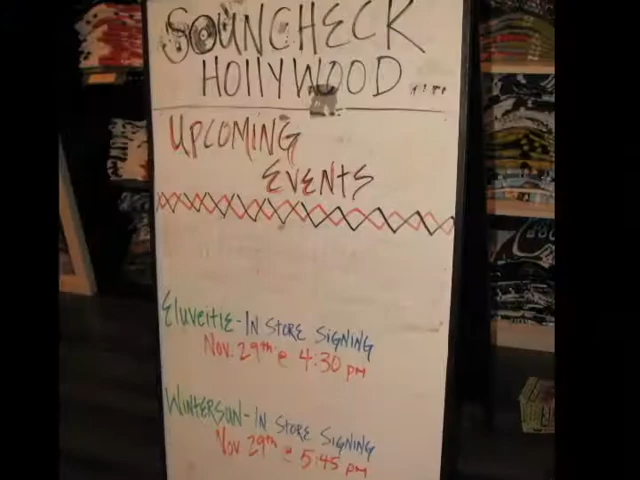 SOUNCHECK
HOLLYWOOD
UPCOMING
EVENTS
Eluveitie-IN STORE SIGNING
Nov. 29th @ 4:30 pm
WINTERSUN-IN STORE SIGNING
Nov 29th @ 5:45 pm